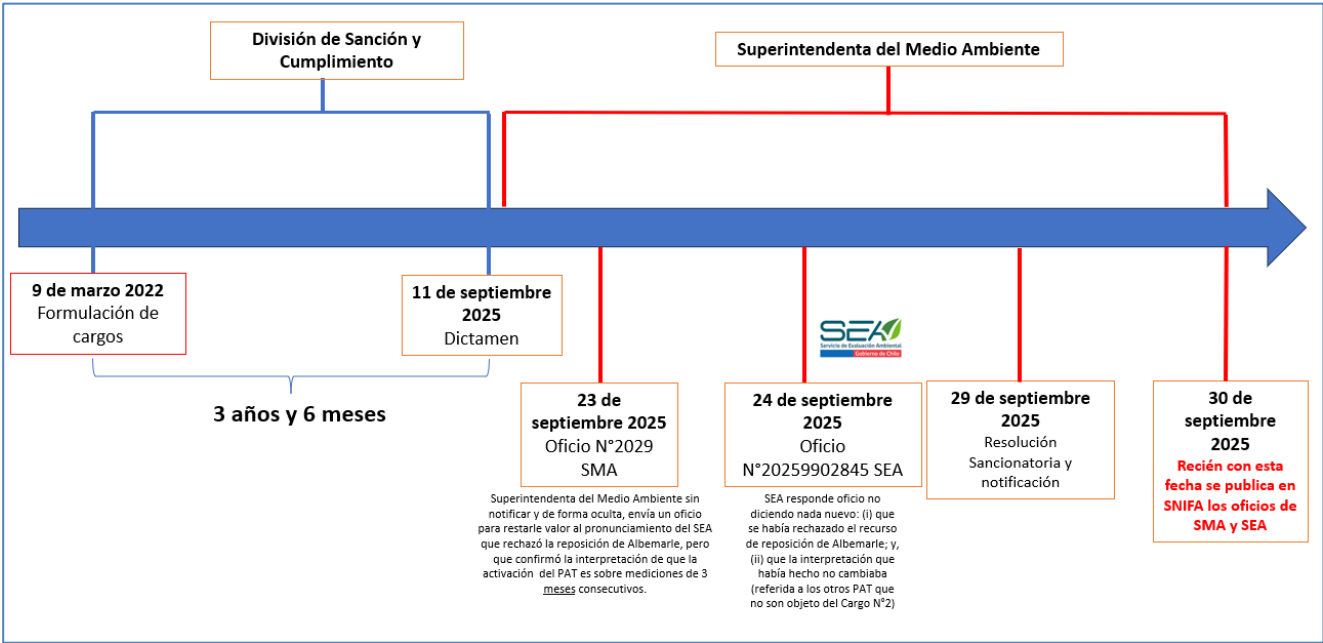 División de Sanción y
Cumplimiento
Superintendenta del Medio Ambiente
9 de marzo 2022
Formulación de
cargos
11 de septiembre
2025
Dictamen
3 años y 6 meses
23 de
septiembre 2025
Oficio N°2029
SMA
Superintendenta del Medio Ambiente sin
notificar y de forma oculta, envía un oficio
para restarle valor al pronunciamiento del SEA
que rechazó la reposición de Albemarle, pero
que confirmó la interpretación de que la
activación del PAT es sobre mediciones de 3
meses consecutivos.
SEA
Servicio de Evaluación Ambiental
Gobierno de Chile
24 de septiembre
2025
Oficio
N°20259902845 SEA
SEA responde oficio no
diciendo nada nuevo: (i) que
se había rechazado el recurso
de reposición de Albemarle; y,
(ii) que la interpretación que
había hecho no cambiaba
(referida a los otros PAT que
no son objeto del Cargo N°2)
29 de septiembre
2025
Resolución
Sancionatoria y
notificación
30 de
septiembre
2025
Recién con esta
fecha se publica en
SNIFA los oficios de
SMA y SEA